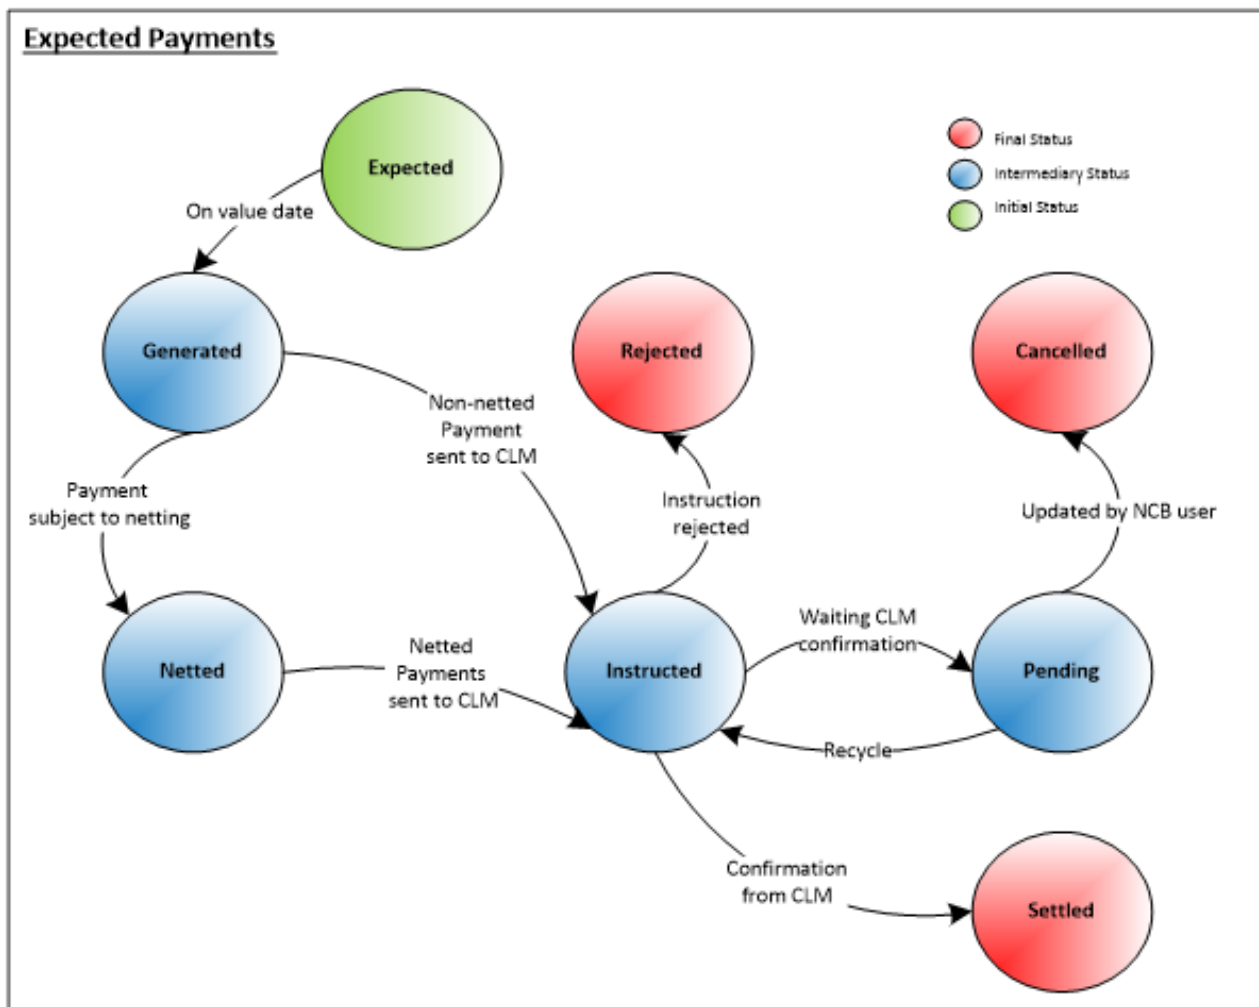 Expected Payments
Expected
Final Status
Intermediary Status
Initial Status
On value date
Generated
Rejected
Cancelled
Non-netted
Payment
sent to CLM
Payment
subject to netting
Instruction
rejected
Updated by NCB user
Netted
Netted
Payments
sent to CLM
Instructed
Waiting CLM
confirmation
Pending
Recycle
Confirmation
from CLM
Settled